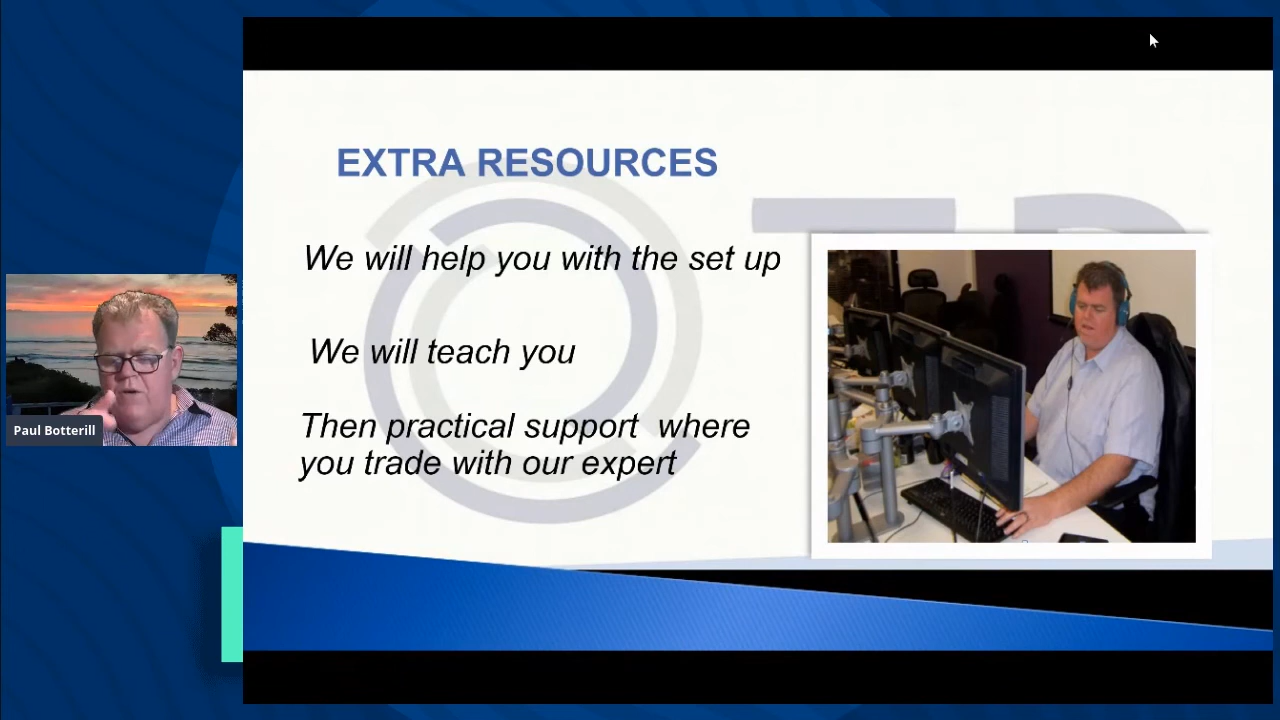 EXTRA RESOURCES
We will help you with the set up
We will teach you
Then practical support  where
you trade with our expert
Paul Botterill